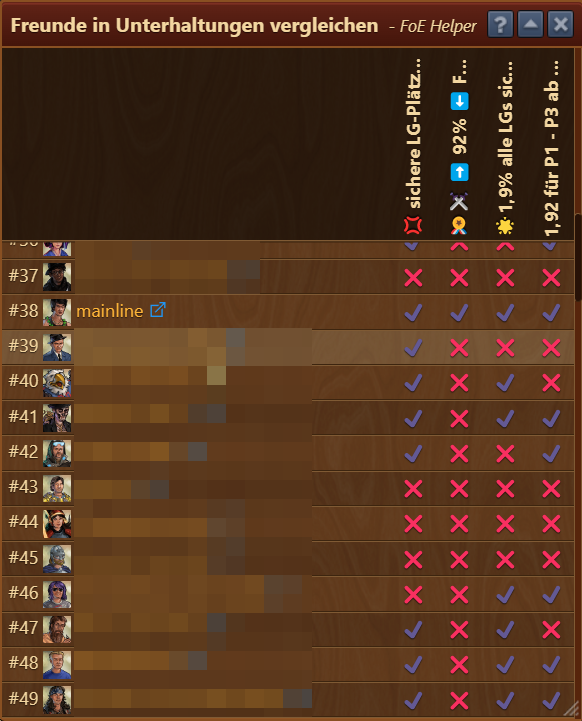 Freunde in Unterhaltungen vergleichen - FoE Helper
sichere LG-Plätz...
92% F...
1,9% alle LGs sic...
1,92 für P1 - P3 ab ...
#36
#37
#38 mainline
#39
#40
#41
#42
#43
#44
#45
#46
#47
#48
#49